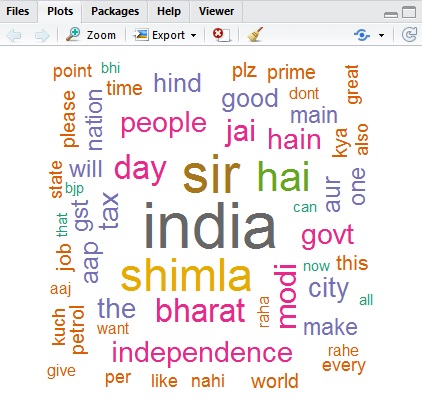 Files Plots Packages Help Viewer
Zoom Export
point bhi time hind plz prime great
please nation people good dont main
jai hain kya also
state will day sir hai one
bjp that gst tax can aur
india govt
job aap shimla now this
aaj modi city all
kuch petrol the bharat raha make
want independence rahe every
give per like nahi world